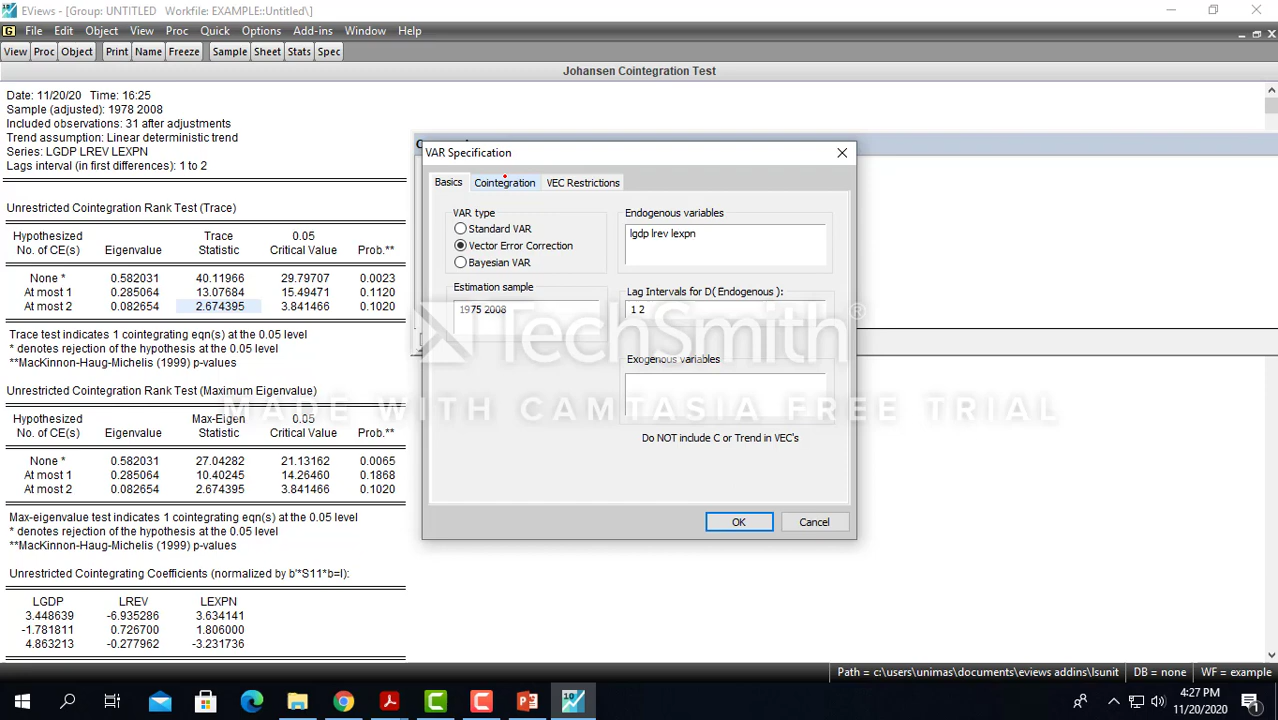 EViews - [Group: UNTITLED   Workfile: EXAMPLE::Untitled\]
File Edit Object View Proc Quick Options Add-ins Window Help
View Proc Object Print Name Freeze Sample Sheet Stats Spec
Johansen Cointegration Test
Date: 11/20/20   Time: 16:25
Sample (adjusted): 1978 2008
Included observations: 31 after adjustments
Trend assumption: Linear deterministic trend
Series: LGDP LREV LEXPN
Lags interval (in first differences): 1 to 2
Unrestricted Cointegration Rank Test (Trace)
Hypothesized Trace 0.05
No. of CE(s) Eigenvalue Statistic Critical Value Prob.**
None * 0.582031 40.11966 29.79707 0.0023
At most 1 0.285064 13.07684 15.49471 0.1120
At most 2 0.082654 2.674395 3.841466 0.1020
Trace test indicates 1 cointegrating eqn(s) at the 0.05 level
* denotes rejection of the hypothesis at the 0.05 level
**MacKinnon-Haug-Michelis (1999) p-values
Unrestricted Cointegration Rank Test (Maximum Eigenvalue)
Hypothesized Max-Eigen 0.05
No. of CE(s) Eigenvalue Statistic Critical Value Prob.**
None * 0.582031 27.04282 21.13162 0.0065
At most 1 0.285064 10.40245 14.26460 0.1868
At most 2 0.082654 2.674395 3.841466 0.1020
Max-eigenvalue test indicates 1 cointegrating eqn(s) at the 0.05 level
* denotes rejection of the hypothesis at the 0.05 level
**MacKinnon-Haug-Michelis (1999) p-values
Unrestricted Cointegrating Coefficients (normalized by b'*S11*b=I):
LGDP LREV LEXPN
3.448639 -6.935286 3.634141
-1.781811 0.726700 1.806000
4.863213 -0.277962 -3.231736
VAR Specification
Basics Cointegration VEC Restrictions
VAR type
Standard VAR
Vector Error Correction
Bayesian VAR
Estimation sample
1975 2008
Endogenous variables
lgdp lrev lexpn
Lag Intervals for D( Endogenous ):
1 2
Exogenous variables
Do NOT include C or Trend in VEC's
OK Cancel
TechSmith®
MADE WITH CAMTASIA FREE TRIAL
Path = c:\users\unimas\documents\eviews addins\lsunit DB = none WF = example
4:27 PM
11/20/2020
1